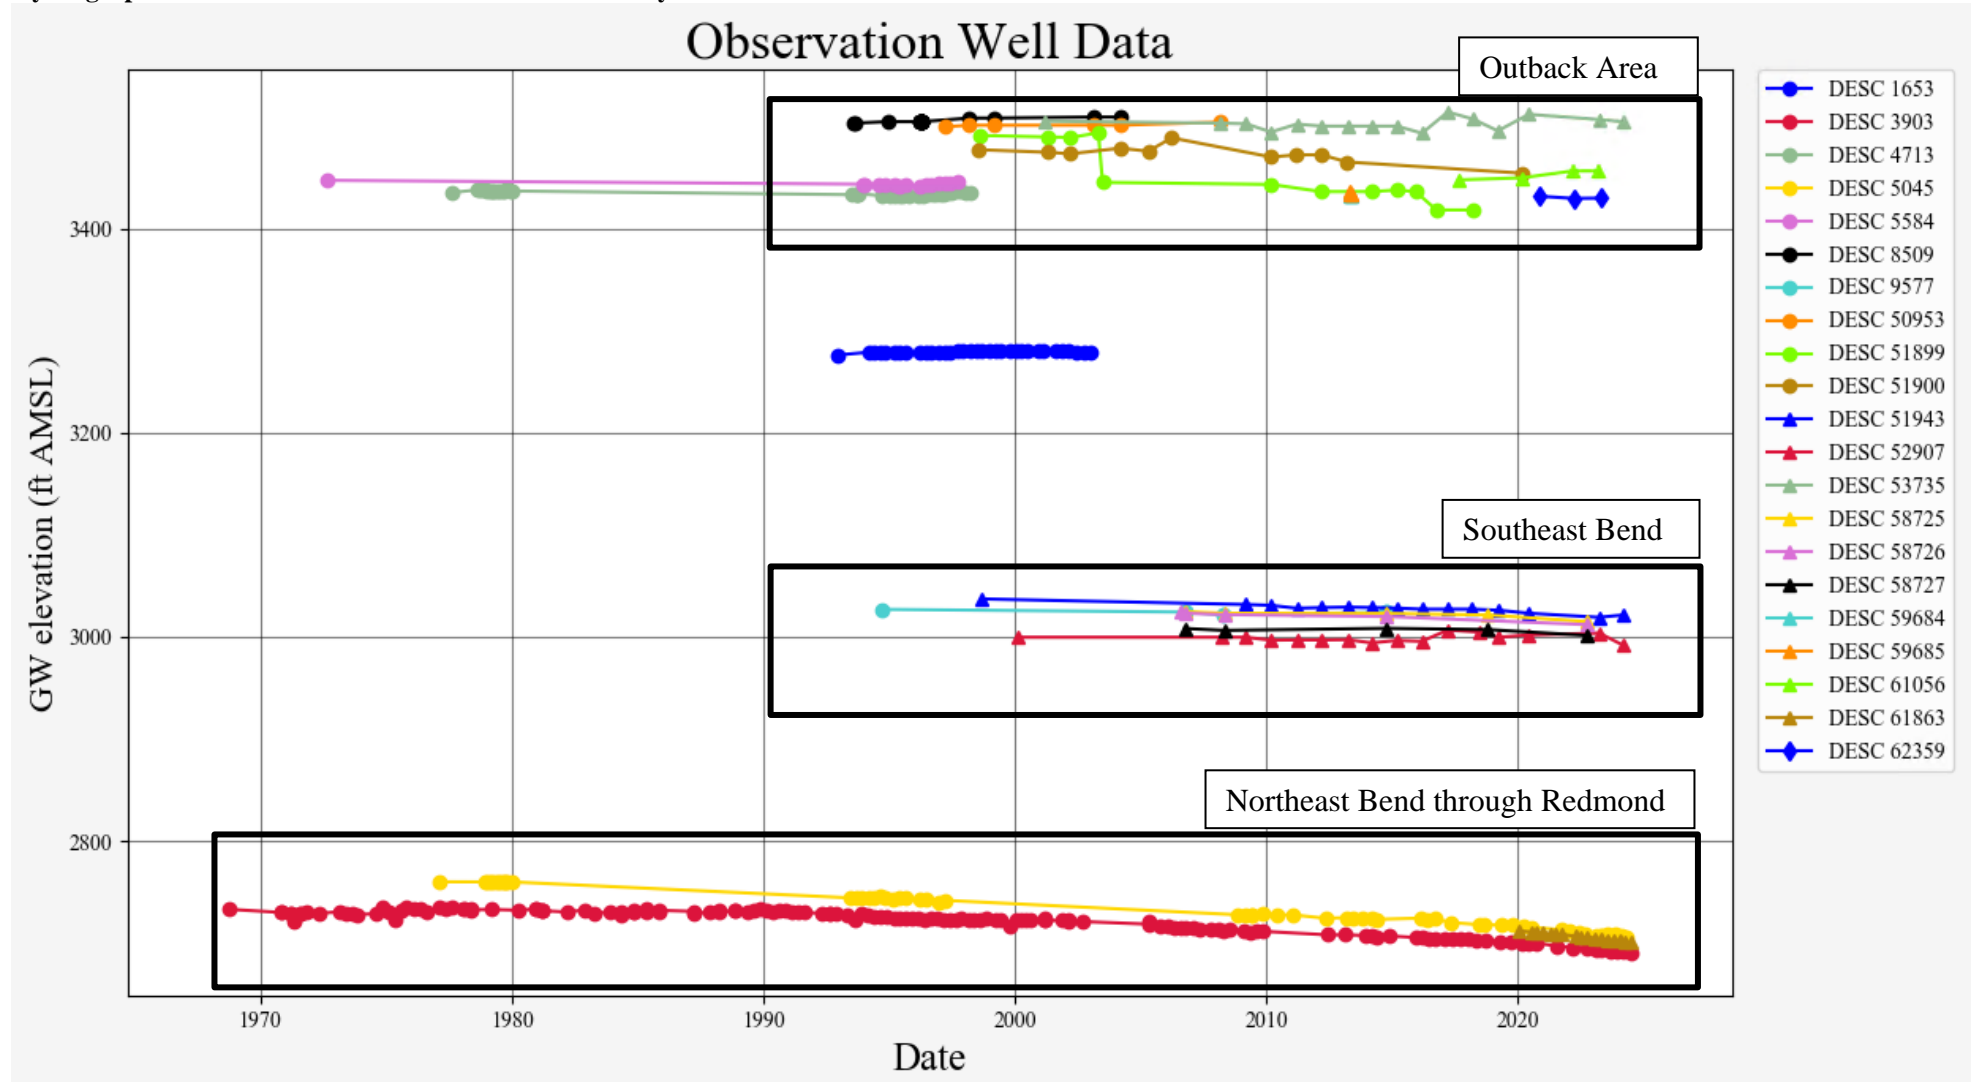 Observation Well Data
Outback Area
Southeast Bend
Northeast Bend through Redmond
GW elevation (ft AMSL)
3400
3200
3000
2800
1970 1980 1990 2000 2010 2020
Date
DESC 1653
DESC 3903
DESC 4713
DESC 5045
DESC 5584
DESC 8509
DESC 9577
DESC 50953
DESC 51899
DESC 51900
DESC 51943
DESC 52907
DESC 53735
DESC 58725
DESC 58726
DESC 58727
DESC 59684
DESC 59685
DESC 61056
DESC 61863
DESC 62359